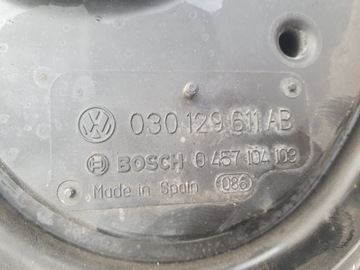 030 129 611 AB
BOSCH 0 457 104 109
Made in Spain 086